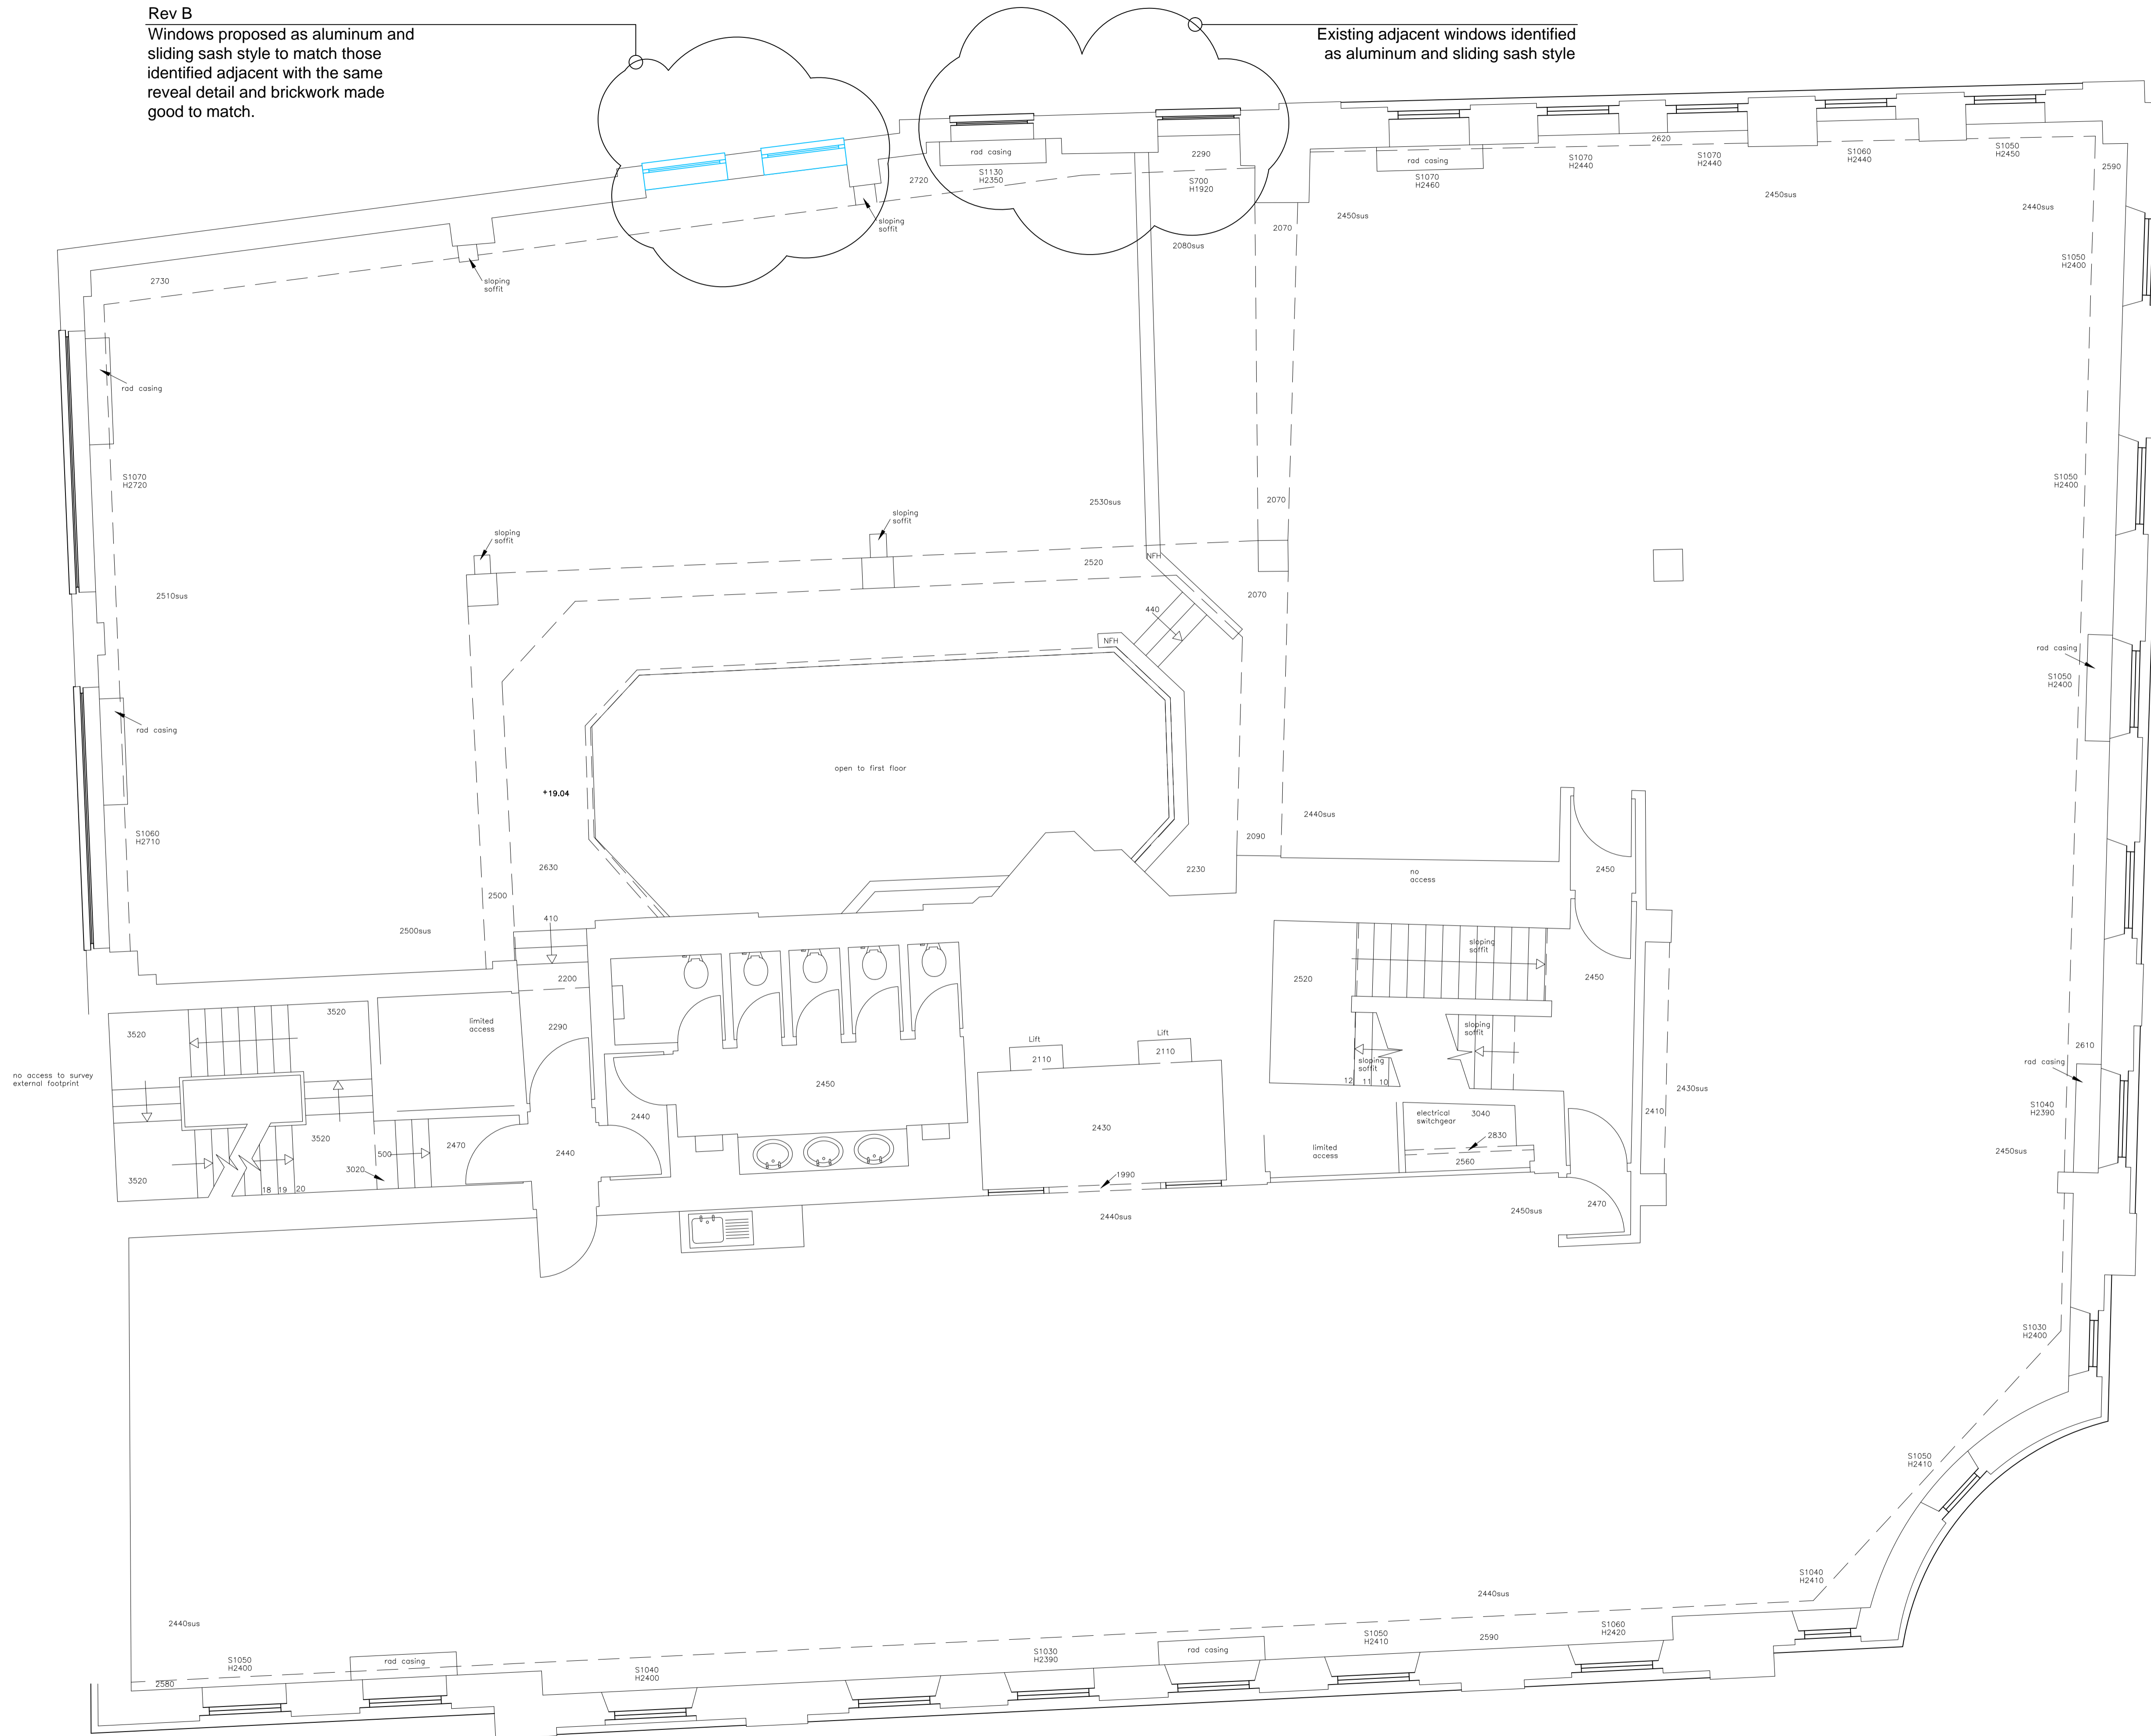 Rev B
Windows proposed as aluminum and
sliding sash style to match those
identified adjacent with the same
reveal detail and brickwork made
good to match.
Existing adjacent windows identified
as aluminum and sliding sash style
rad casing
S1130
H2350
2720
2290
S700
H1920
sloping
soffit
2080sus
2070
2450sus
rad casing
S1070
H2460
S1070
H2440
2620
S1070
H2440
S1060
H2440
S1050
H2450
2590
2450sus
2440sus
S1050
H2400
2730
sloping
soffit
rad casing
S1070
H2720
2510sus
sloping
soffit
sloping
soffit
2530sus
2070
NFH
2520
2070
440
NFH
S1050
H2400
rad casing
S1050
H2400
rad casing
S1060
H2710
open to first floor
+19.04
2440sus
2090
2230
2630
2500
410
2500sus
no
access
2450
2200
2290
limited
access
3520
3520
no access to survey
external footprint
2520
sloping
soffit
2450
sloping
soffit
sloping
soffit
12
11
10
Lift
2110
Lift
2110
2450
2440
2430
2430sus
2410
electrical
switchgear
3040
2830
2560
limited
access
2610
rad casing
S1040
H2390
2450sus
3520
2470
500
3020
3520
18
19
20
2440
1990
2440sus
2450sus
2470
S1030
H2400
S1050
H2410
S1040
H2410
2440sus
2440sus
S1050
H2400
2580
rad casing
S1040
H2400
S1030
H2390
rad casing
S1050
H2410
2590
S1060
H2420